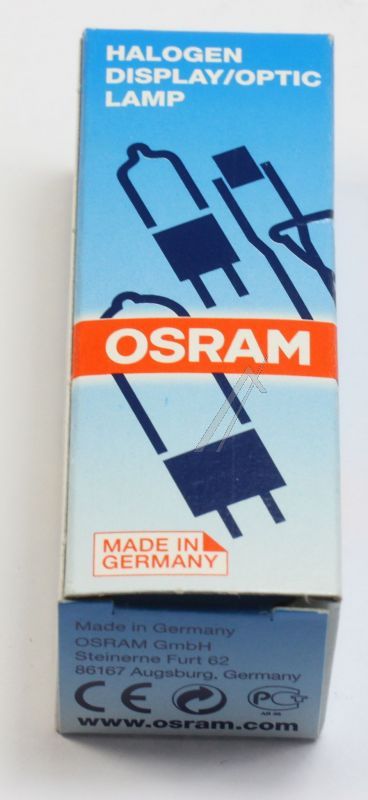 HALOGEN
DISPLAY/OPTIC
LAMP
OSRAM
MADE IN
GERMANY
Made in Germany
OSRAM GmbH
Steinerne Furt 62
86167 Augsburg, Germany
CE
www.osram.com